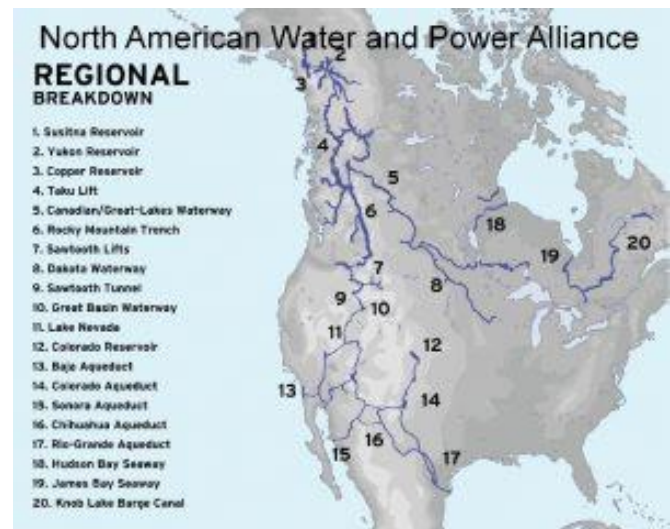 North American Water and Power Alliance
REGIONAL
BREAKDOWN
1. Susitna Reservoir
2. Yukon Reservoir
3. Copper Reservoir
4. Taku Lift
5. Canadian/Great-Lakes Waterway
6. Rocky Mountain Trench
7. Sawtooth Lifts
8. Dakota Waterway
9. Sawtooth Tunnel
10. Great Basin Waterway
11. Lake Nevada
12. Colorado Reservoir
13. Baja Aqueduct
14. Colorado Aqueduct
15. Sonora Aqueduct
16. Chihuahua Aqueduct
17. Rio-Grande Aqueduct
18. Hudson Bay Seaway
19. James Bay Seaway
20. Knob Lake Barge Canal
2
3
4
5
6
18
20
19
7
8
9
10
11
12
13
14
16
15
17